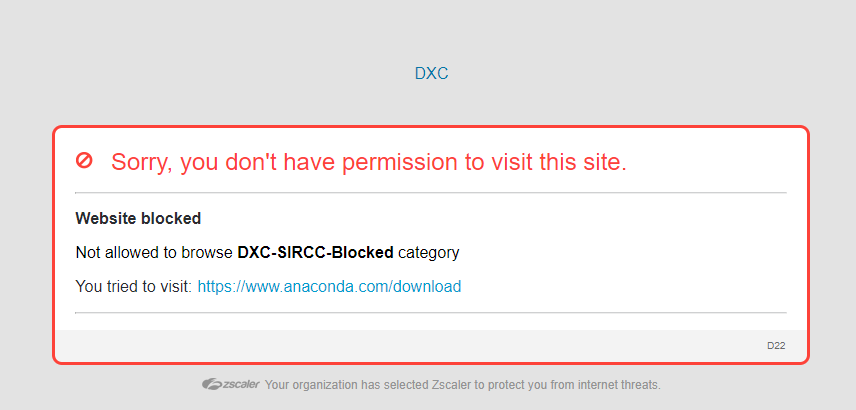 DXC
Sorry, you don't have permission to visit this site.
Website blocked
Not allowed to browse DXC-SIRCC-Blocked category
You tried to visit: https://www.anaconda.com/download
D22
zscaler Your organization has selected Zscaler to protect you from internet threats.